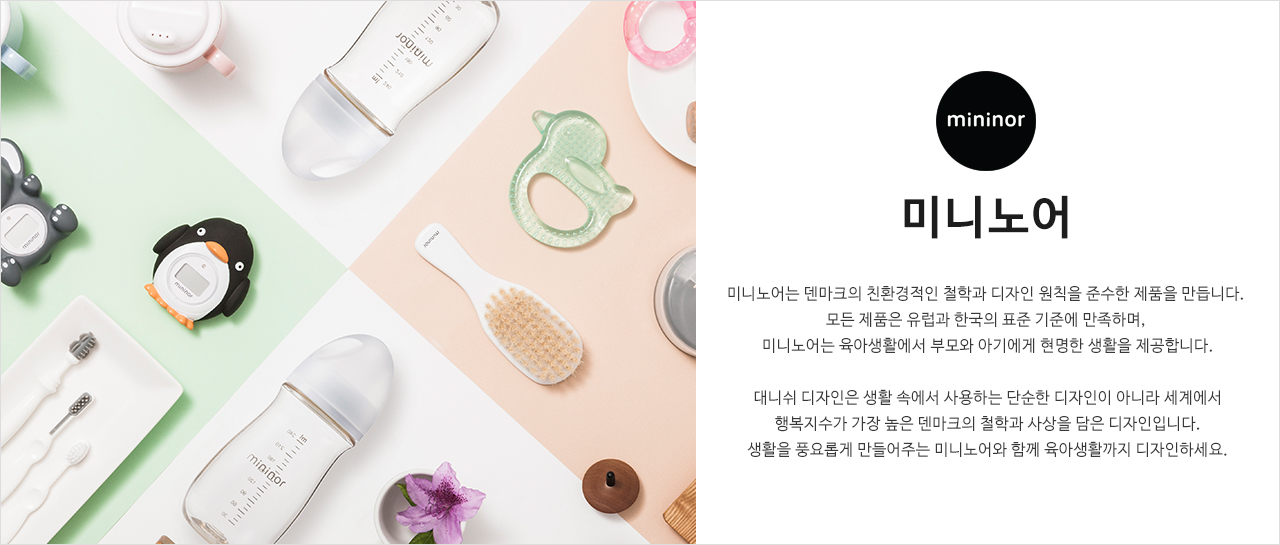 mininor
mininor
mininor
mininor
mininor
mininor
미니노어
미니노어는 덴마크의 친환경적인 철학과 디자인 원칙을 준수한 제품을 만듭니다.
모든 제품은 유럽과 한국의 표준 기준에 만족하며,
미니노어는 육아생활에서 부모와 아기에게 현명한 생활을 제공합니다.
대니쉬 디자인은 생활 속에서 사용하는 단순한 디자인이 아니라 세계에서
행복지수가 가장 높은 덴마크의 철학과 사상을 담은 디자인입니다.
생활을 풍요롭게 만들어주는 미니노어와 함께 육아생활까지 디자인하세요.